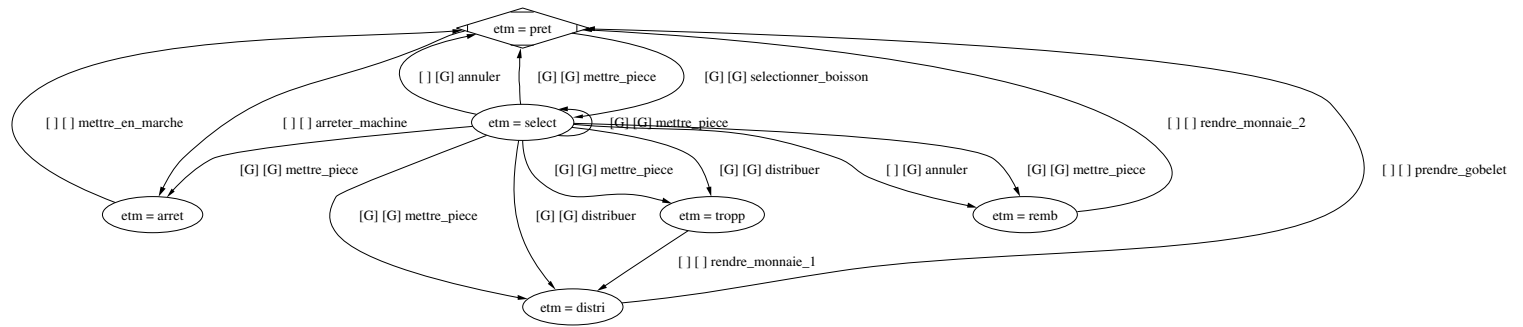 etm = pret
[ ] [G] annuler
[G] [G] mettre_piece
[G] [G] selectionner_boisson
[ ] [ ] mettre_en_marche
[ ] [ ] arreter_machine
etm = select
[G] [G] mettre_piece
[ ] [ ] rendre_monnaie_2
[G] [G] mettre_piece
[G] [G] mettre_piece
[G] [G] distribuer
[ ] [G] annuler
[G] [G] mettre_piece
[ ] [ ] prendre_gobelet
etm = arret
[G] [G] mettre_piece
[G] [G] distribuer
etm = tropp
etm = remb
[ ] [ ] rendre_monnaie_1
etm = distri